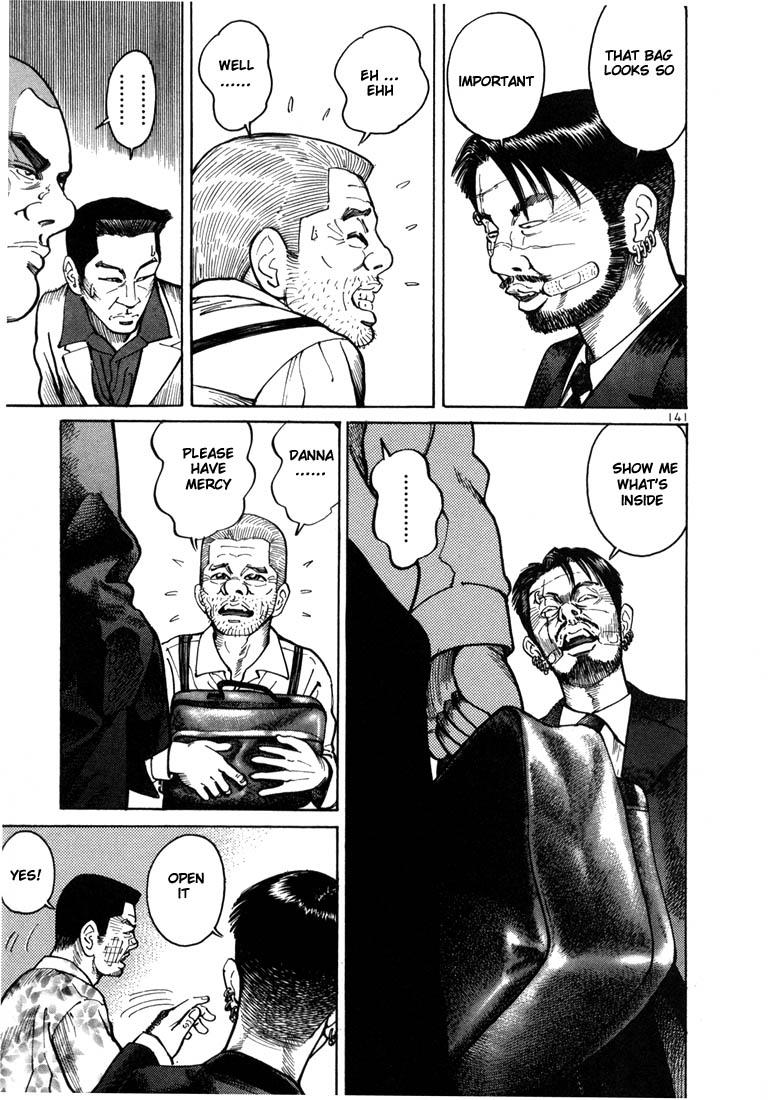 THAT BAG
LOOKS SO
IMPORTANT
EH ...
EHH
WELL
......
........
141
SHOW ME
WHAT'S
INSIDE
........
DANNA
......
PLEASE
HAVE
MERCY
OPEN
IT
YES!